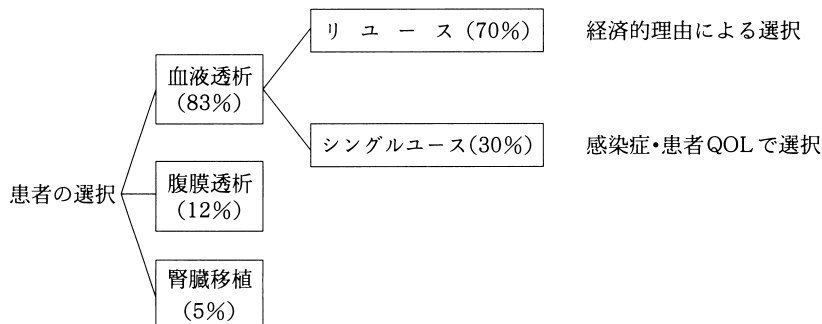 リユース(70%) 経済的理由による選択
血液透析
(83%)
シングルユース(30%) 感染症・患者QOLで選択
患者の選択
腹膜透析
(12%)
腎臓移植
(5%)